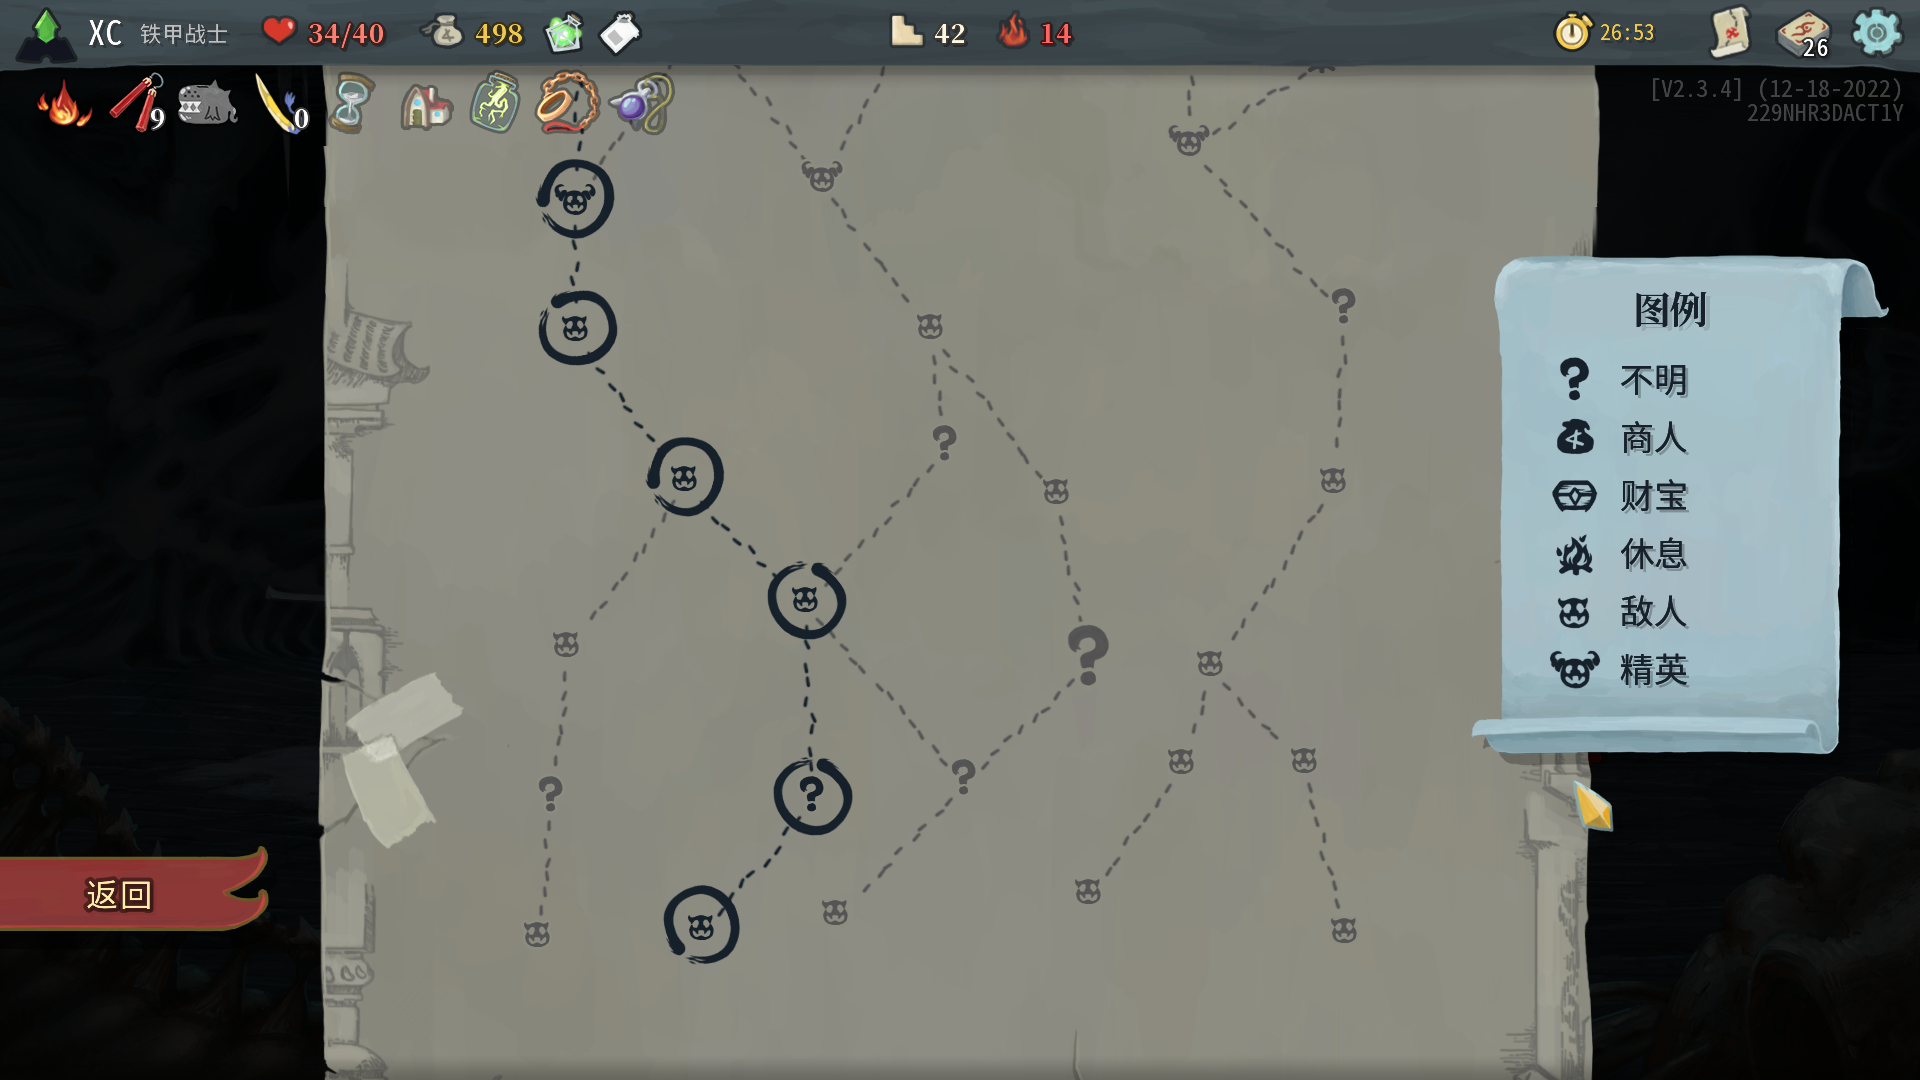 XC 铁甲战士 34/40 498 42 14 26:53 26
9 0
[V2.3.4] (12-18-2022)
229NHR3DACT1Y
图例
不明
商人
财宝
休息
敌人
精英
返回